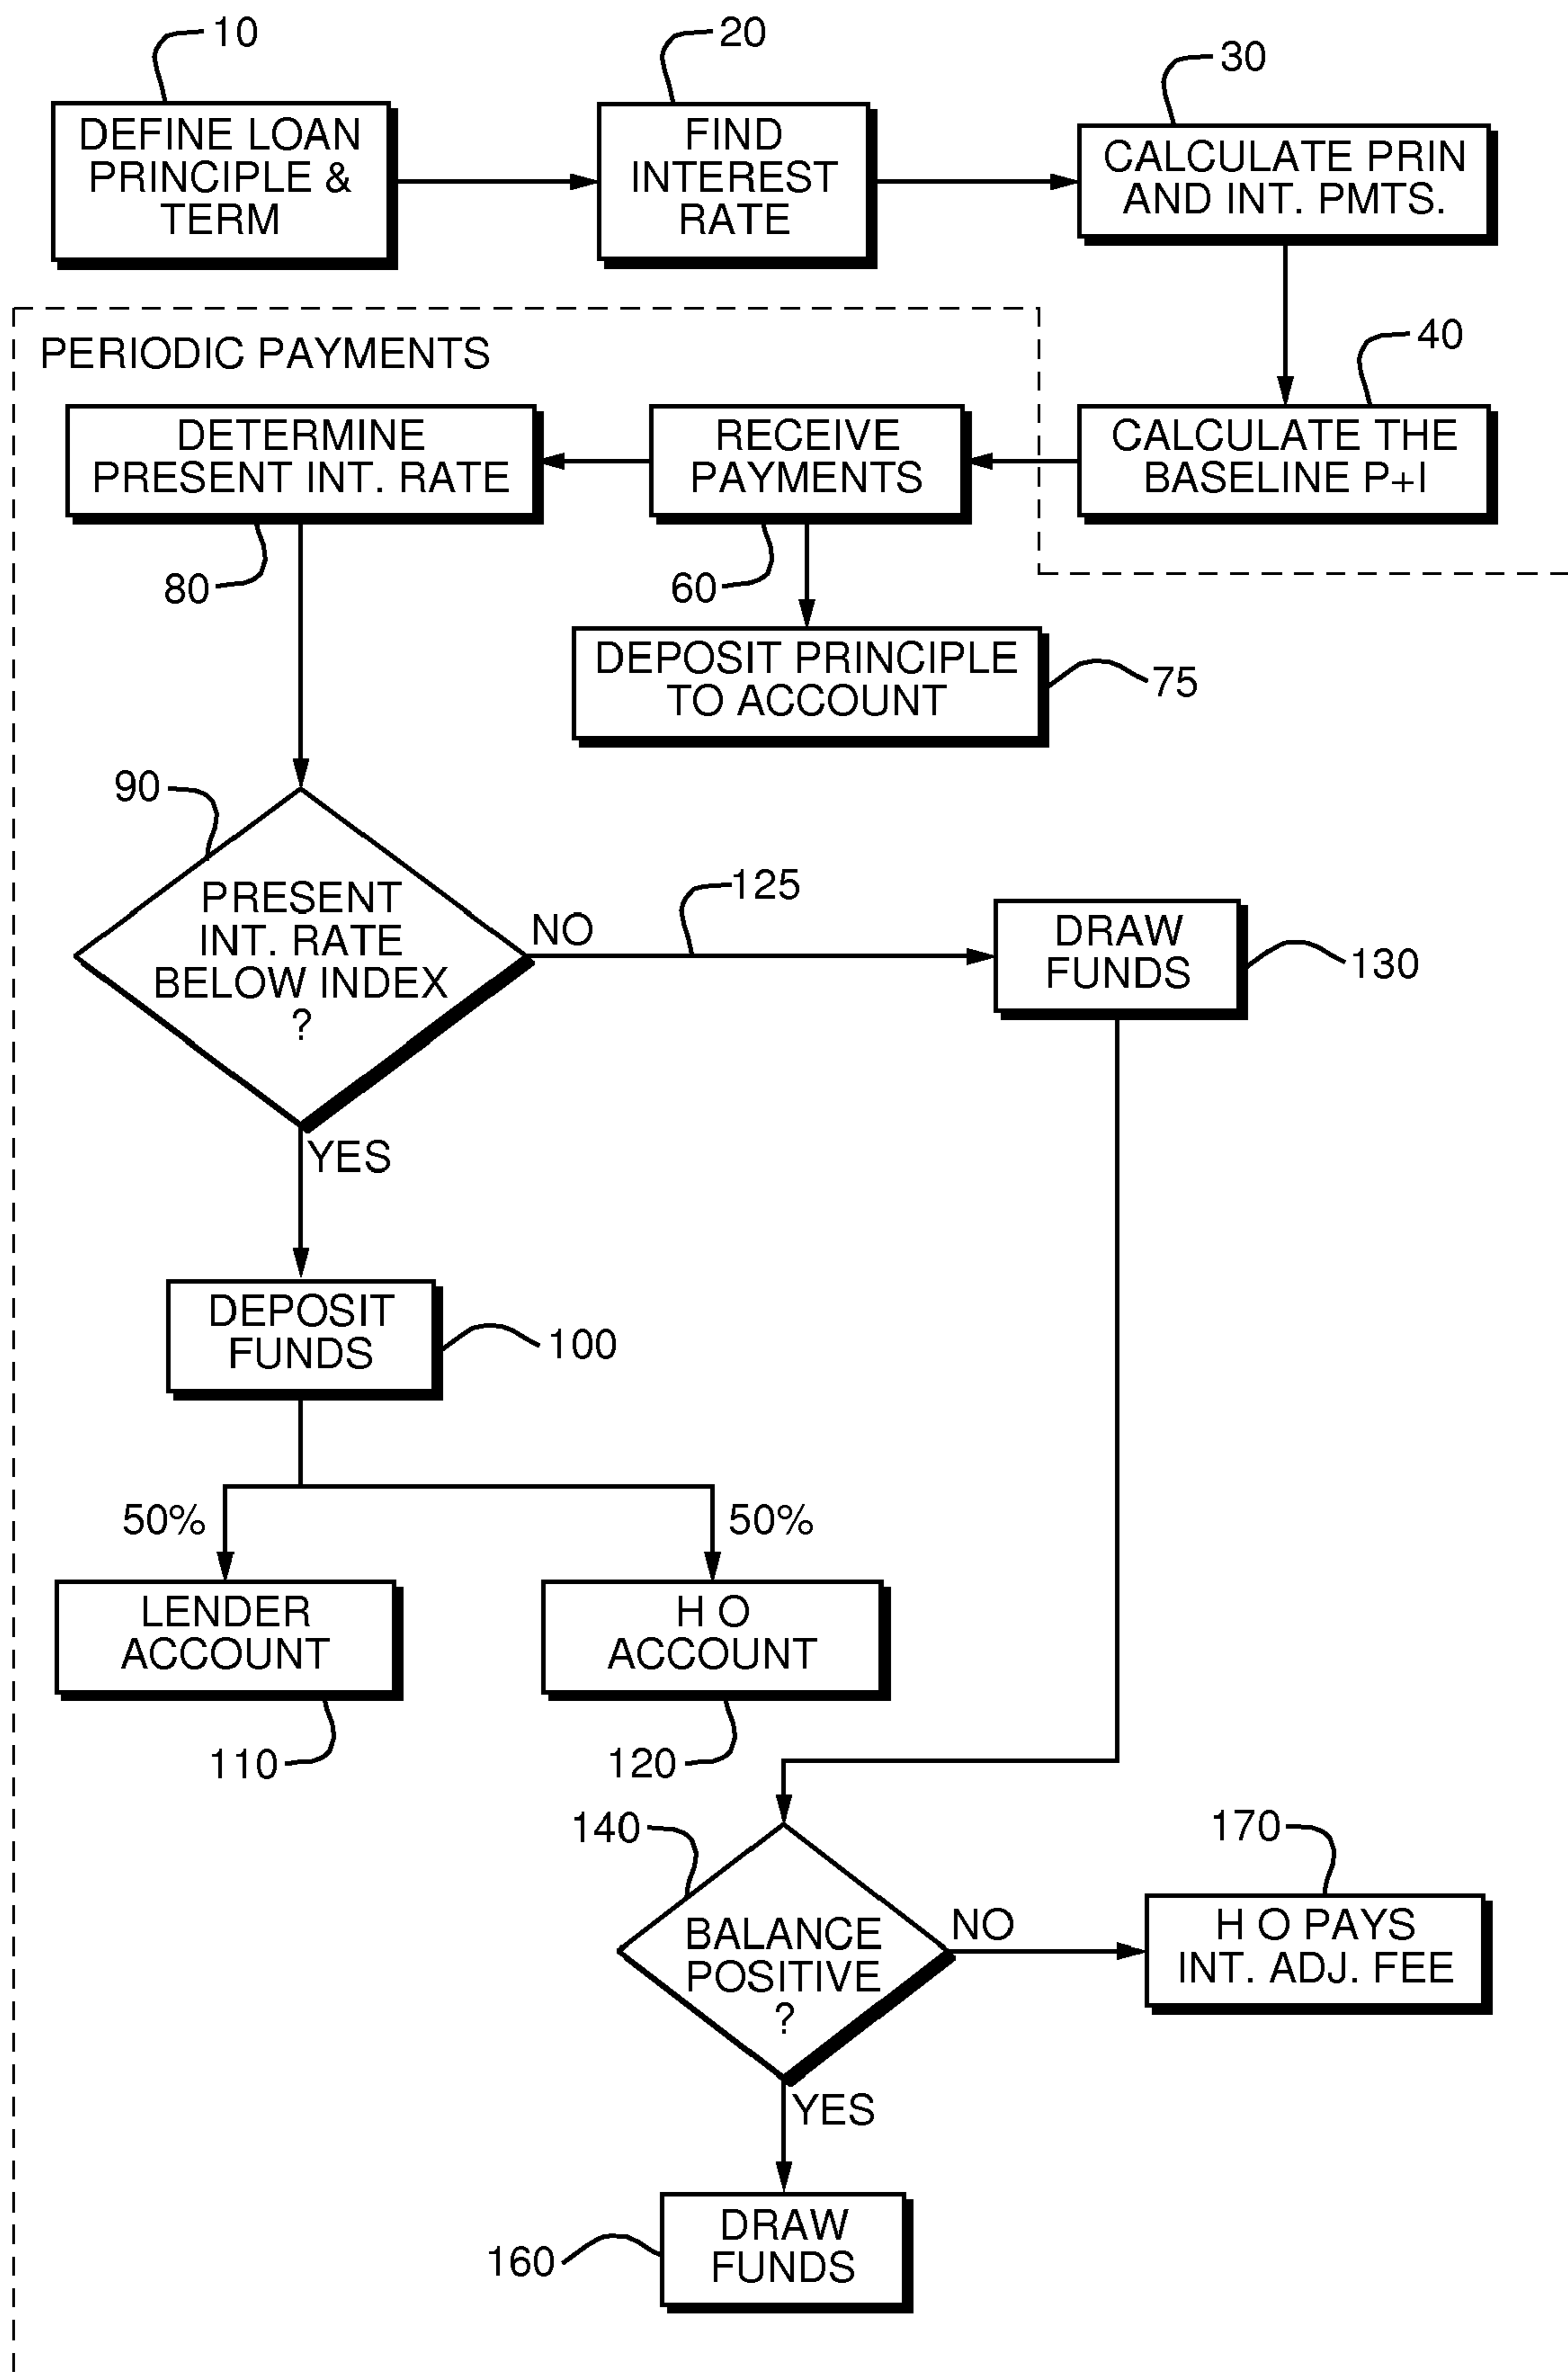 10
DEFINE LOAN
PRINCIPLE &
TERM
20
FIND
INTEREST
RATE
30
CALCULATE PRIN
AND INT. PMTS.
40
CALCULATE THE
BASELINE P+I
PERIODIC PAYMENTS
RECEIVE
PAYMENTS
60
DETERMINE
PRESENT INT. RATE
80
DEPOSIT PRINCIPLE
TO ACCOUNT
75
90
PRESENT
INT. RATE
BELOW INDEX
?
NO
125
DRAW
FUNDS
130
YES
DEPOSIT
FUNDS
100
50%
50%
LENDER
ACCOUNT
110
H O
ACCOUNT
120
140
BALANCE
POSITIVE
?
NO
170
H O PAYS
INT. ADJ. FEE
YES
DRAW
FUNDS
160